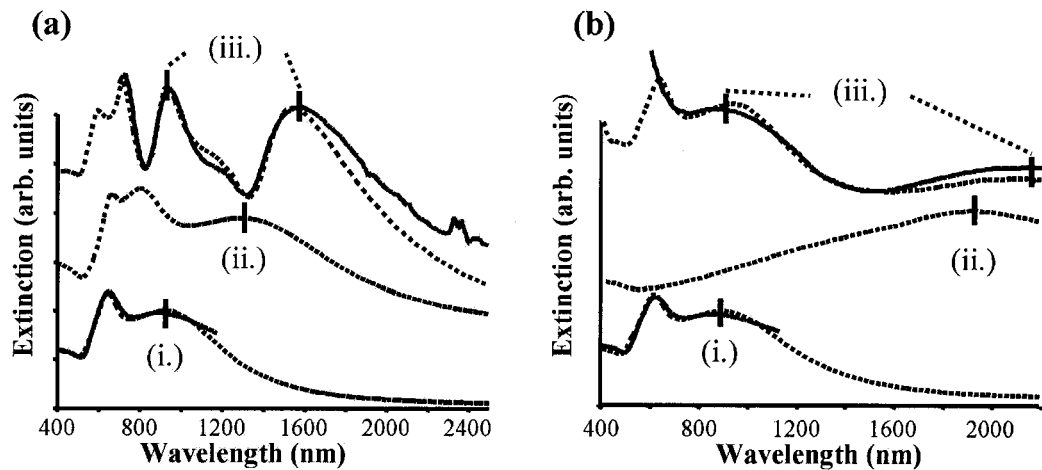 (a)
(iii.)
(ii.)
(i.)
Extinction (arb. units)
400 800 1200 1600 2000 2400
Wavelength (nm)
(b)
(iii.)
(ii.)
(i.)
Extinction (arb. units)
400 800 1200 1600 2000
Wavelength (nm)